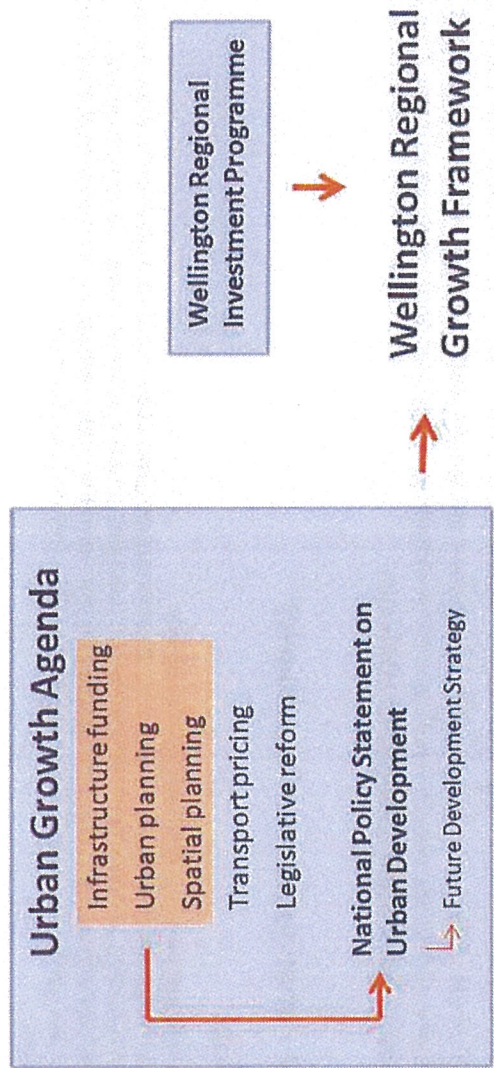 Urban Growth Agenda
Infrastructure funding
Urban planning
Spatial planning
Transport pricing
Legislative reform
National Policy Statement on
Urban Development
Future Development Strategy
Wellington Regional
Investment Programme
Wellington Regional
Growth Framework